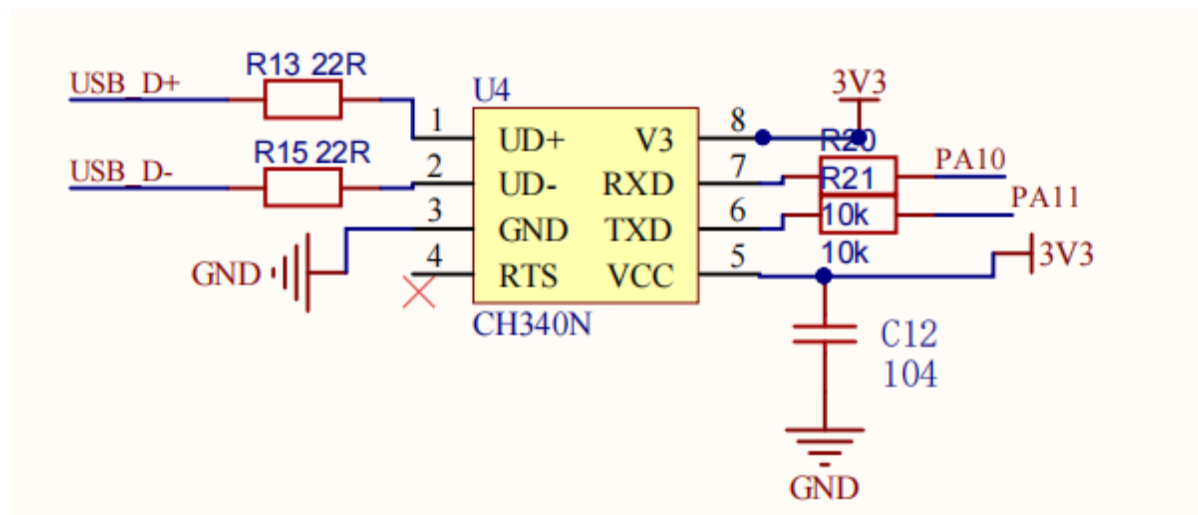 R13 22R
USB_D+
U4
3V3
1
UD+
V3
8
R20
R15 22R
USB_D-
2
UD-
RXD
7
R21
PA10
PA11
3
GND
TXD
6
10k
GND
4
RTS
VCC
5
10k
3V3
CH340N
C12
104
GND